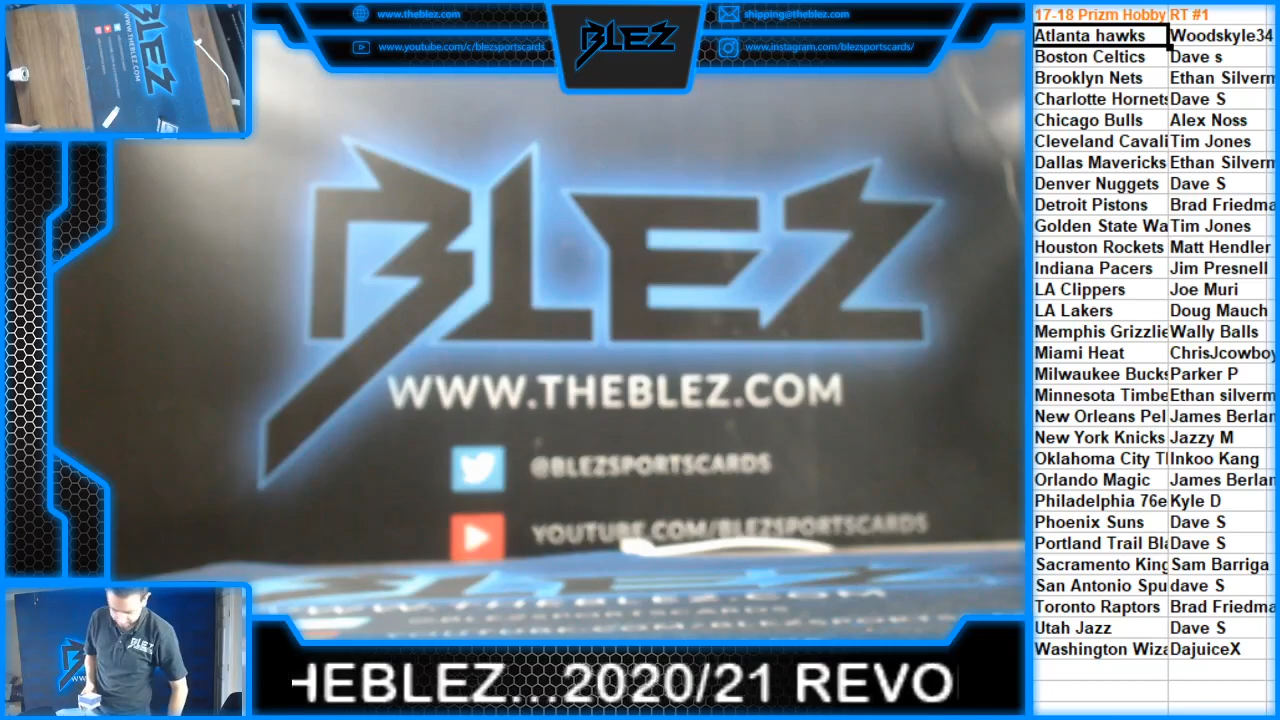 www.theblez.com
www.youtube.com/c/blezsportscards
BLEZ
shipping@theblez.com
www.instagram.com/blezsportscards/
BLEZ
BLEZ
WWW.THEBLEZ.COM
@BLEZSPORTSCARDS
YOUTUBE.COM/BLEZSPORTSCARDS
BLEZ
BLEZ
HEBLEZ...2020/21 REVO
17-18 Prizm Hobby RT #1
Atlanta hawks Woodskyle34
Boston Celtics Dave s
Brooklyn Nets Ethan Silverm
Charlotte Hornets Dave S
Chicago Bulls Alex Noss
Cleveland Cavali Tim Jones
Dallas Mavericks Ethan Silverm
Denver Nuggets Dave S
Detroit Pistons Brad Friedma
Golden State Wa Tim Jones
Houston Rockets Matt Hendler
Indiana Pacers Jim Presnell
LA Clippers Joe Muri
LA Lakers Doug Mauch
Memphis Grizzlie Wally Balls
Miami Heat ChrisJcowboy
Milwaukee Bucks Parker P
Minnesota Timbe Ethan silverm
New Orleans Pel James Berlan
New York Knicks Jazzy M
Oklahoma City Tl Inkoo Kang
Orlando Magic James Berlan
Philadelphia 76e Kyle D
Phoenix Suns Dave S
Portland Trail Bla Dave S
Sacramento King Sam Barriga
San Antonio Spu dave S
Toronto Raptors Brad Friedma
Utah Jazz Dave S
Washington Wiza DajuiceX